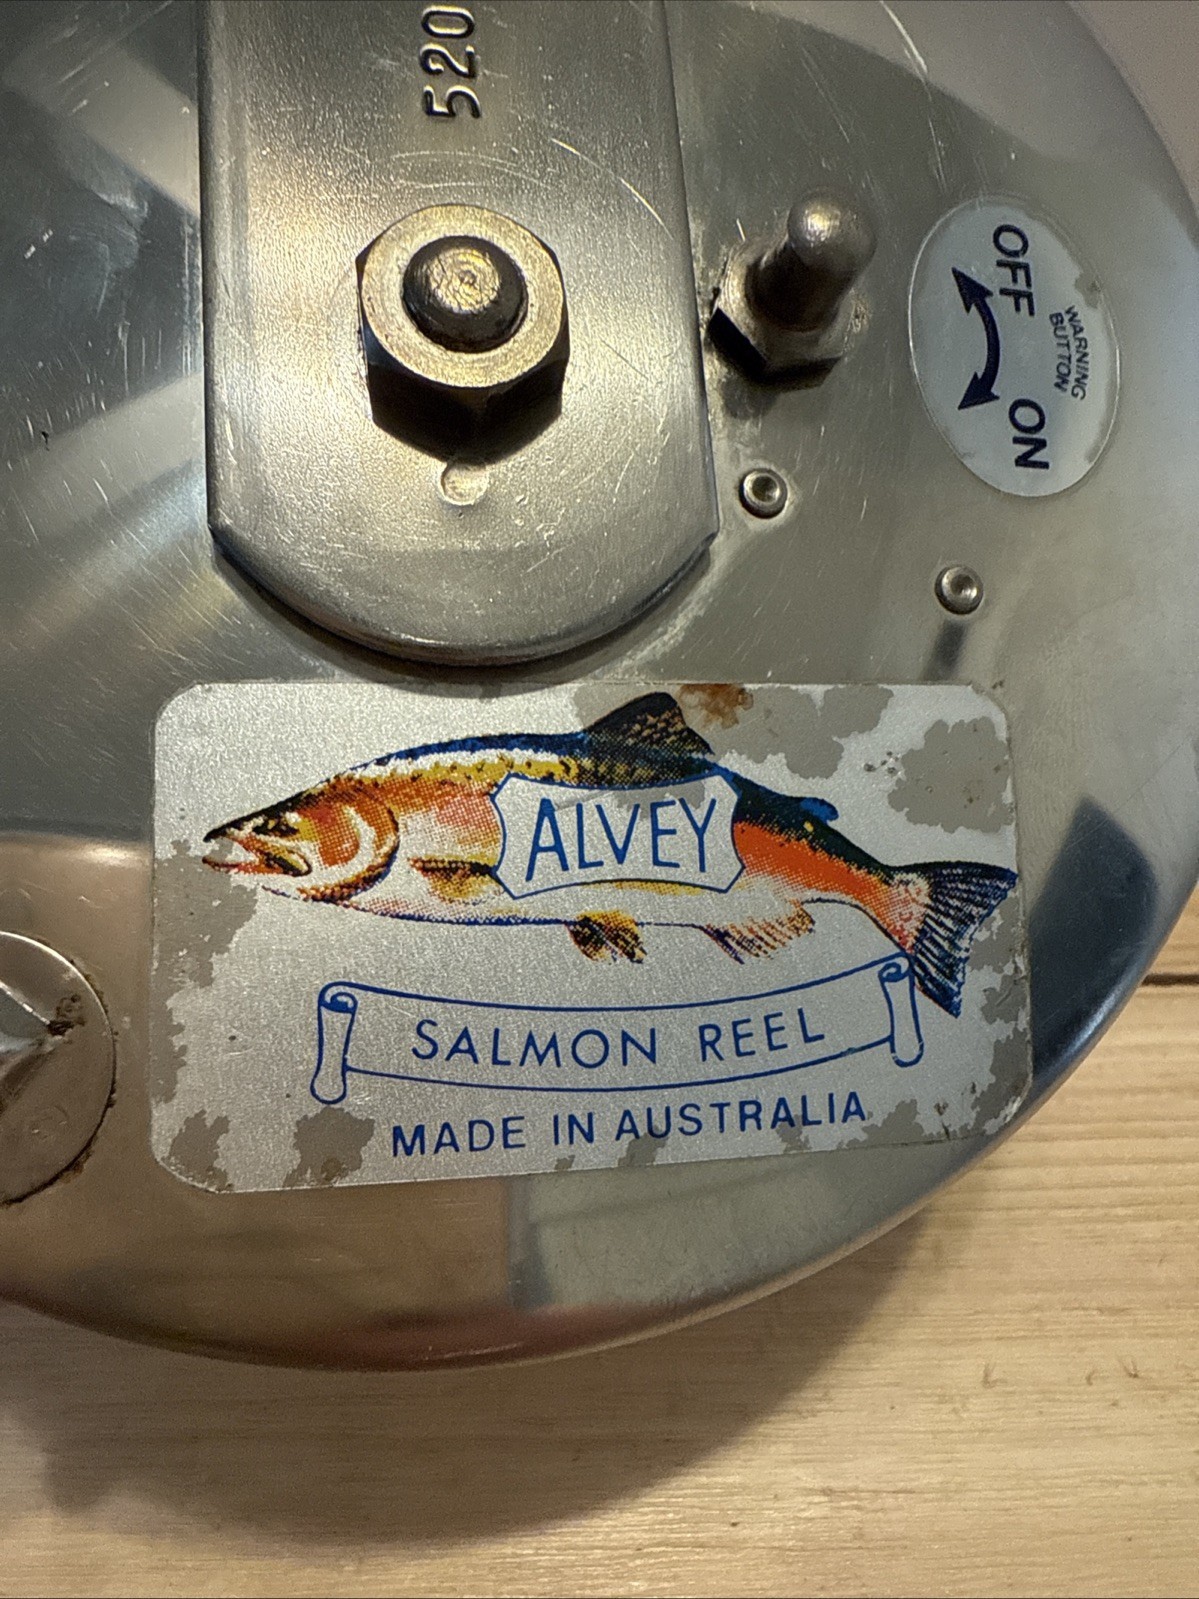 520
OFF
ON
WARNING
BUTTON
ALVEY
SALMON REEL
MADE IN AUSTRALIA